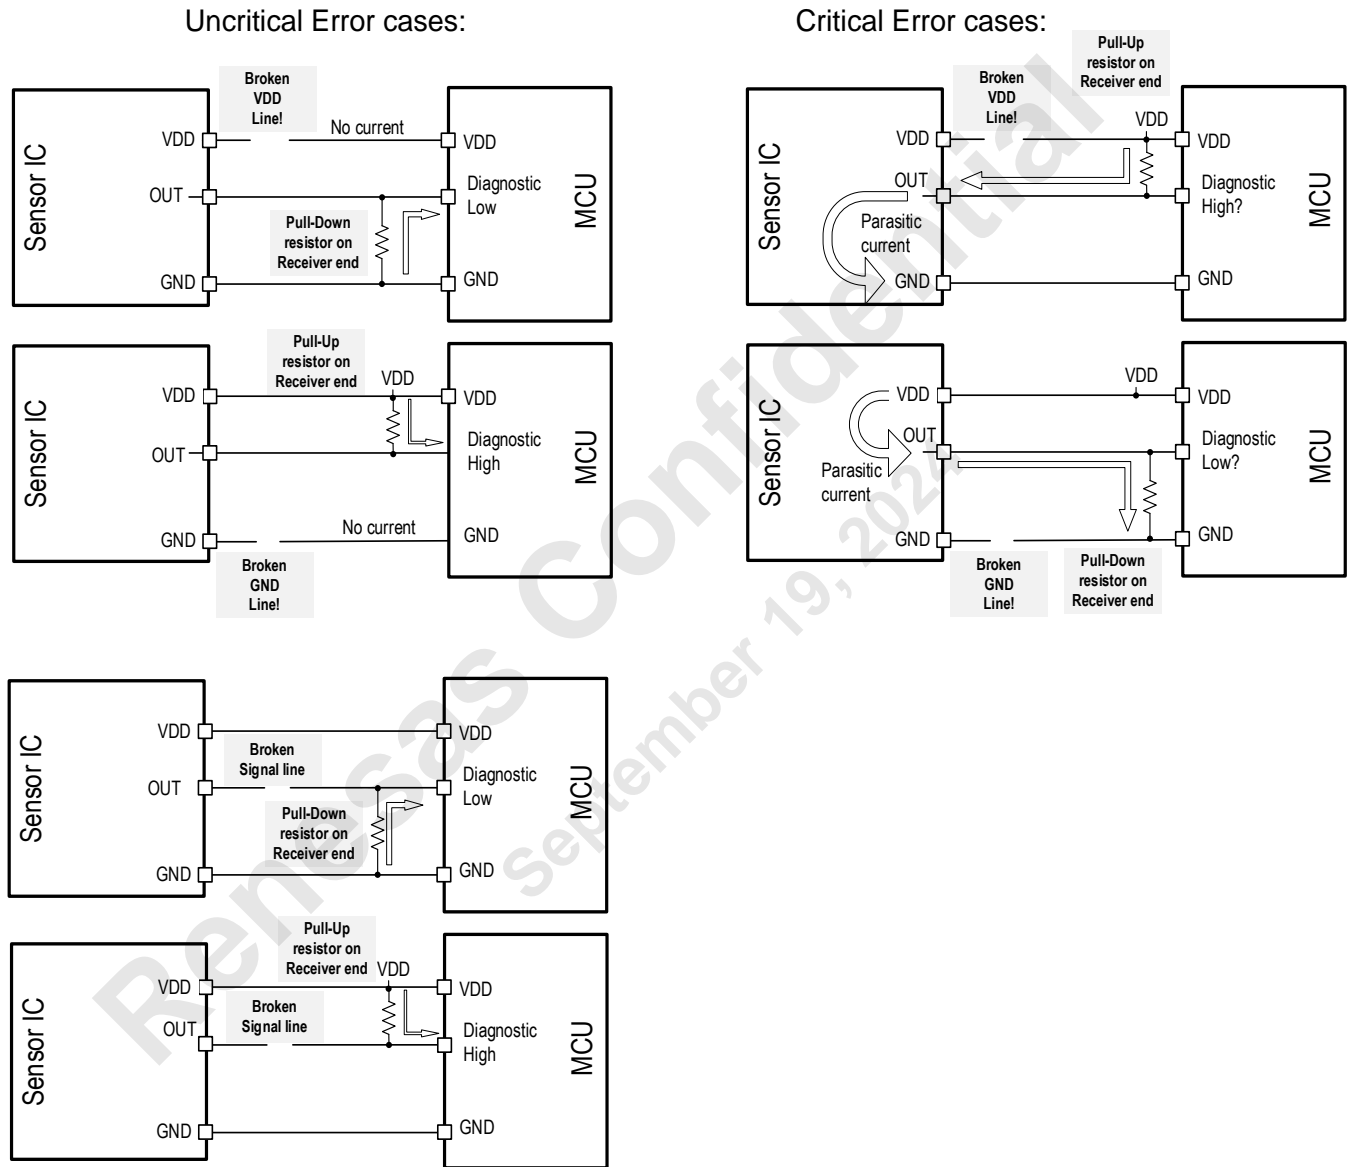 Uncritical Error cases:
Broken
VDD
Line!
No current
Sensor IC
VDD
OUT
GND
Pull-Down
resistor on
Receiver end
VDD
Diagnostic
Low
GND
MCU
Pull-Up
resistor on
Receiver end
VDD
Sensor IC
VDD
OUT
GND
No current
Broken
GND
Line!
VDD
Diagnostic
High
GND
MCU
Sensor IC
VDD
OUT
GND
Broken
Signal line
Pull-Down
resistor on
Receiver end
VDD
Diagnostic
Low
GND
MCU
Pull-Up
resistor on
Receiver end
VDD
Sensor IC
VDD
OUT
GND
Broken
Signal line
VDD
Diagnostic
High
GND
MCU
Critical Error cases:
Pull-Up
resistor on
Receiver end
Broken
VDD
Line!
VDD
Sensor IC
VDD
OUT
Parasitic
current
GND
VDD
Diagnostic
High?
GND
MCU
VDD
Sensor IC
VDD
OUT
Parasitic
current
GND
Broken
GND
Line!
Pull-Down
resistor on
Receiver end
VDD
Diagnostic
Low?
GND
MCU
Renesas Confidential
September 19, 2024